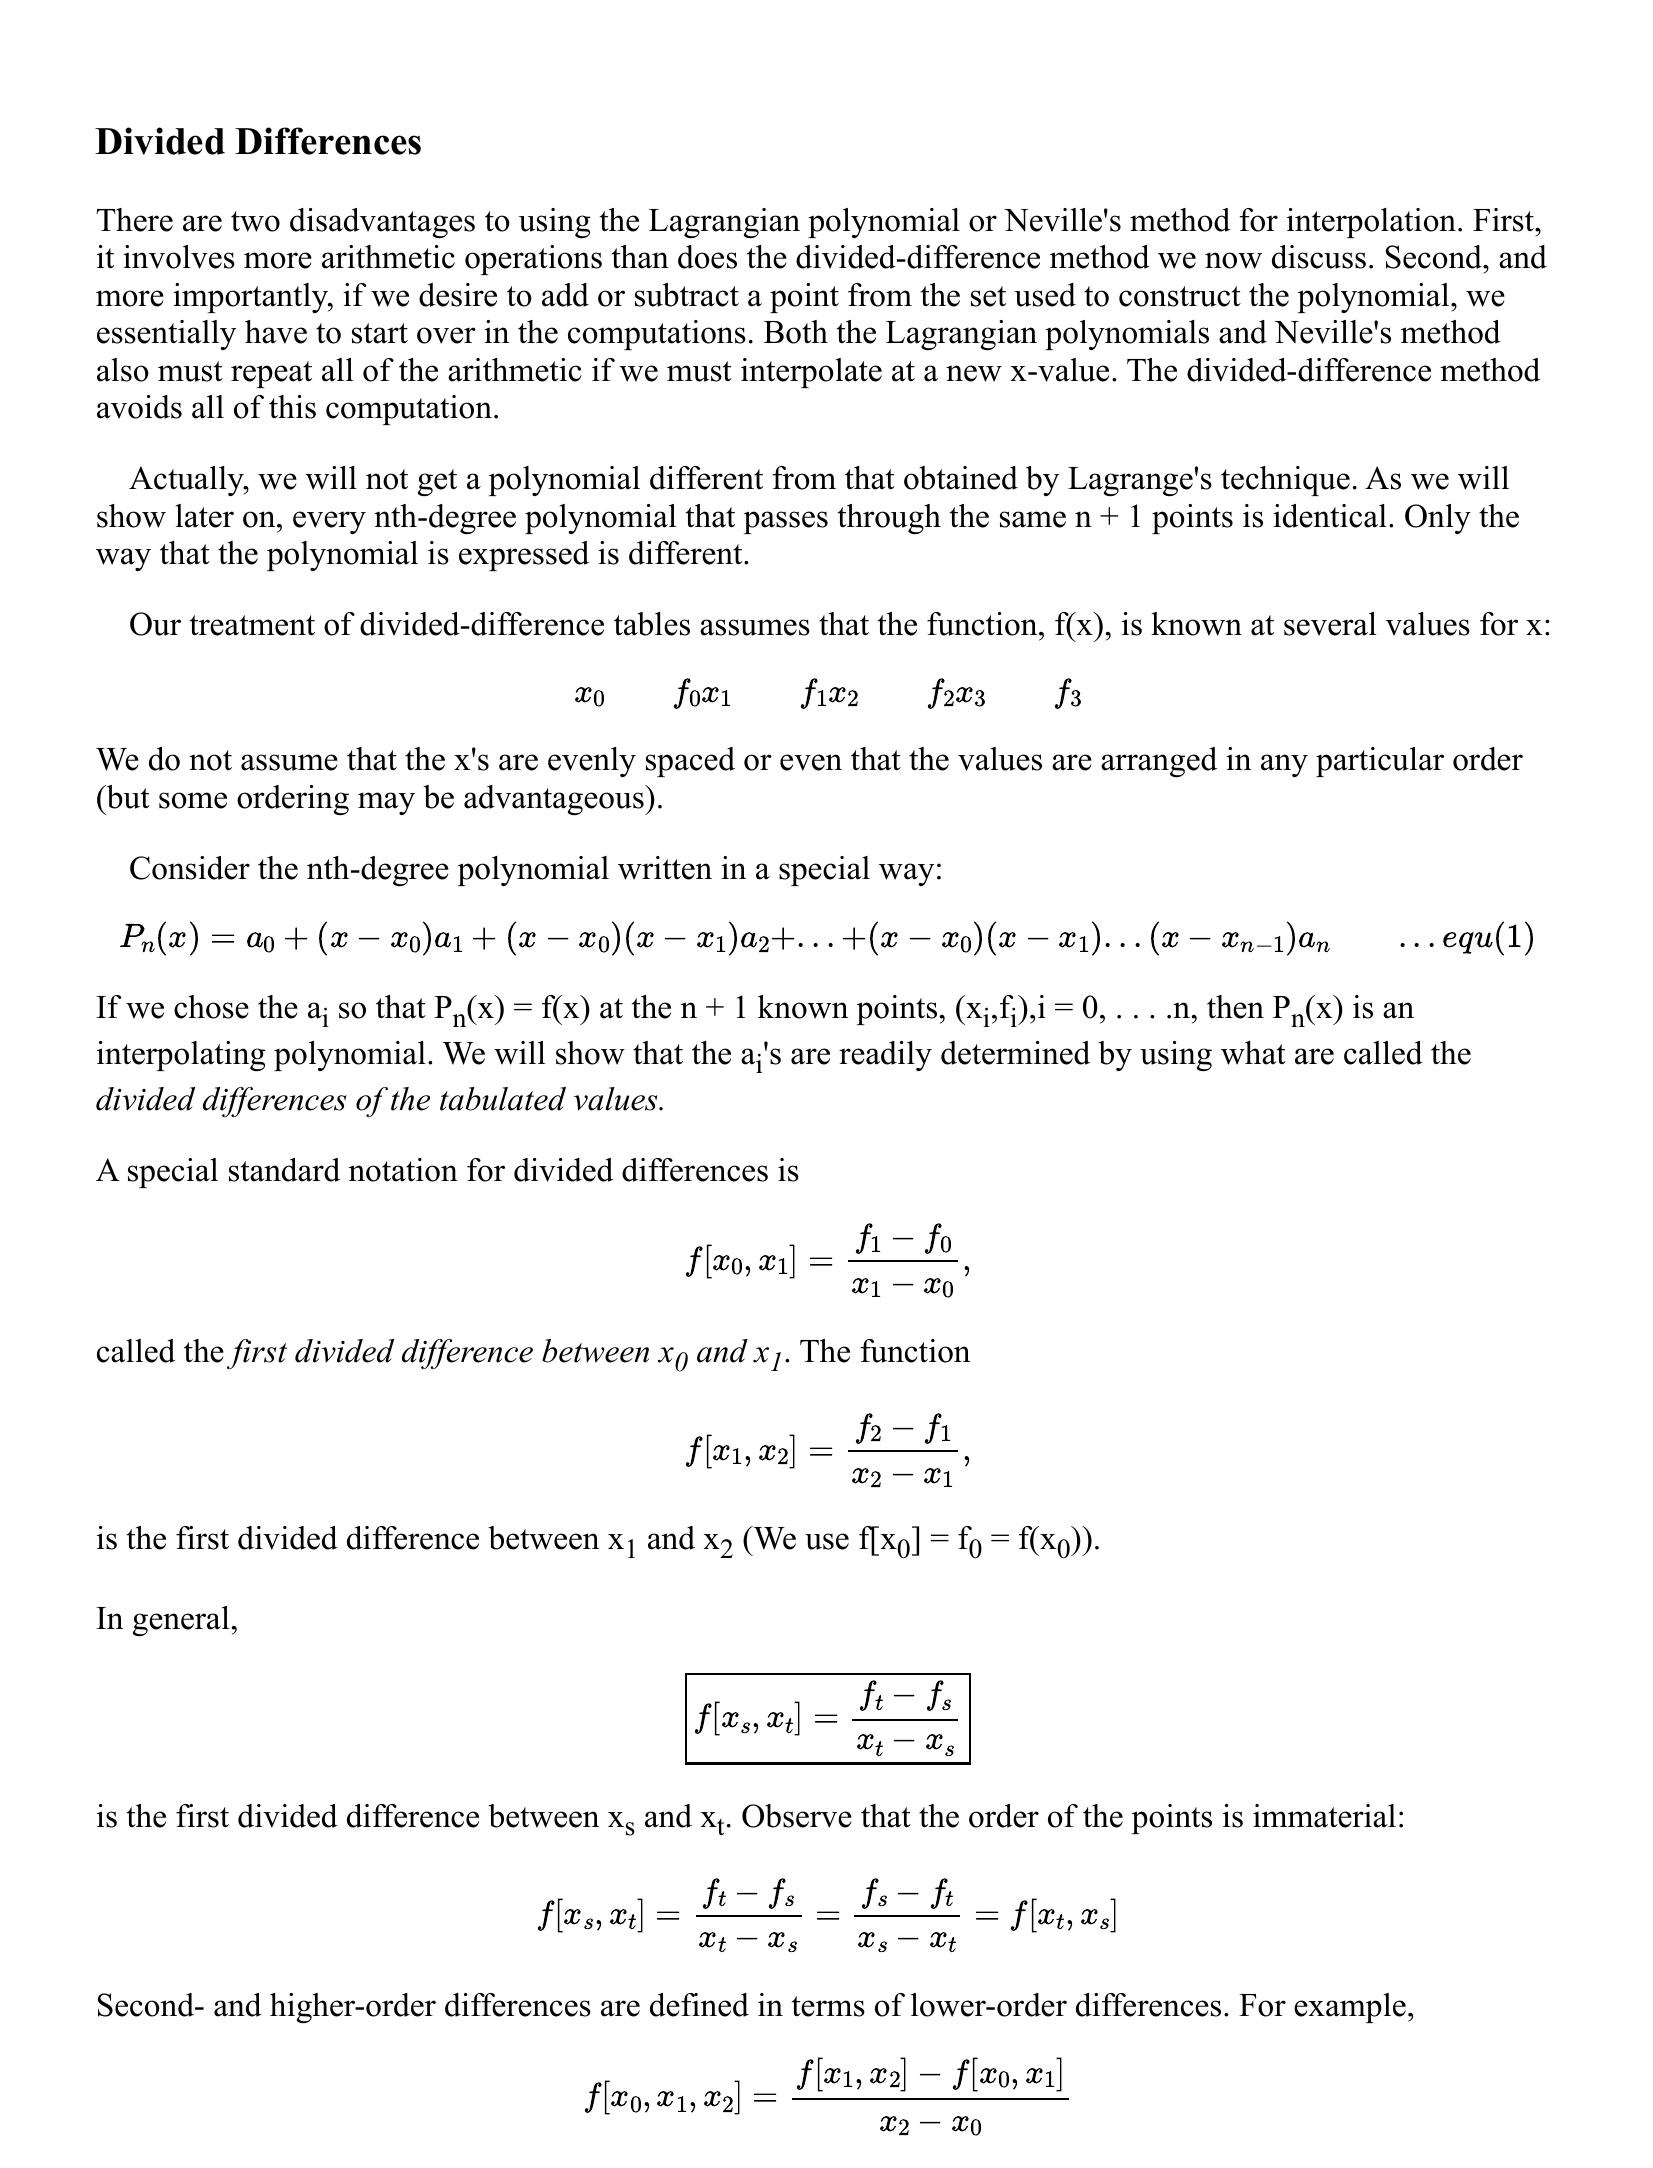 Divided Differences
There are two disadvantages to using the Lagrangian polynomial or Neville's method for interpolation. First,
it involves more arithmetic operations than does the divided-difference method we now discuss. Second, and
more importantly, if we desire to add or subtract a point from the set used to construct the polynomial, we
essentially have to start over in the computations. Both the Lagrangian polynomials and Neville's method
also must repeat all of the arithmetic if we must interpolate at a new x-value. The divided-difference method
avoids all of this computation.
Actually, we will not get a polynomial different from that obtained by Lagrange's technique. As we will
show later on, every nth-degree polynomial that passes through the same n + 1 points is identical. Only the
way that the polynomial is expressed is different.
Our treatment of divided-difference tables assumes that the function, f(x), is known at several values for x:
x_0 f_0x_1 f_1x_2 f_2x_3 f_3
We do not assume that the x's are evenly spaced or even that the values are arranged in any particular order
(but some ordering may be advantageous).
Consider the nth-degree polynomial written in a special way:
P_n(x) = a_0 + (x − x_0)a_1 + (x − x_0)(x − x_1)a_2+...+(x − x_0)(x − x_1)...(x − x_{n−1})a_n ...equ(1)
If we chose the a_i so that P_n(x) = f(x) at the n + 1 known points, (x_i,f_i),i = 0, . . . .n, then P_n(x) is an
interpolating polynomial. We will show that the a_i's are readily determined by using what are called the
divided differences of the tabulated values.
A special standard notation for divided differences is
f[x_0, x_1] = \frac{f_1 − f_0}{x_1 − x_0},
called the first divided difference between x_0 and x_1. The function
f[x_1, x_2] = \frac{f_2 − f_1}{x_2 − x_1},
is the first divided difference between x_1 and x_2 (We use f[x_0] = f_0 = f(x_0)).
In general,
f[x_s, x_t] = \frac{f_t − f_s}{x_t − x_s}
is the first divided difference between x_s and x_t. Observe that the order of the points is immaterial:
f[x_s, x_t] = \frac{f_t − f_s}{x_t − x_s} = \frac{f_s − f_t}{x_s − x_t} = f[x_t, x_s]
Second- and higher-order differences are defined in terms of lower-order differences. For example,
f[x_0, x_1, x_2] = \frac{f[x_1, x_2] − f[x_0, x_1]}{x_2 − x_0}